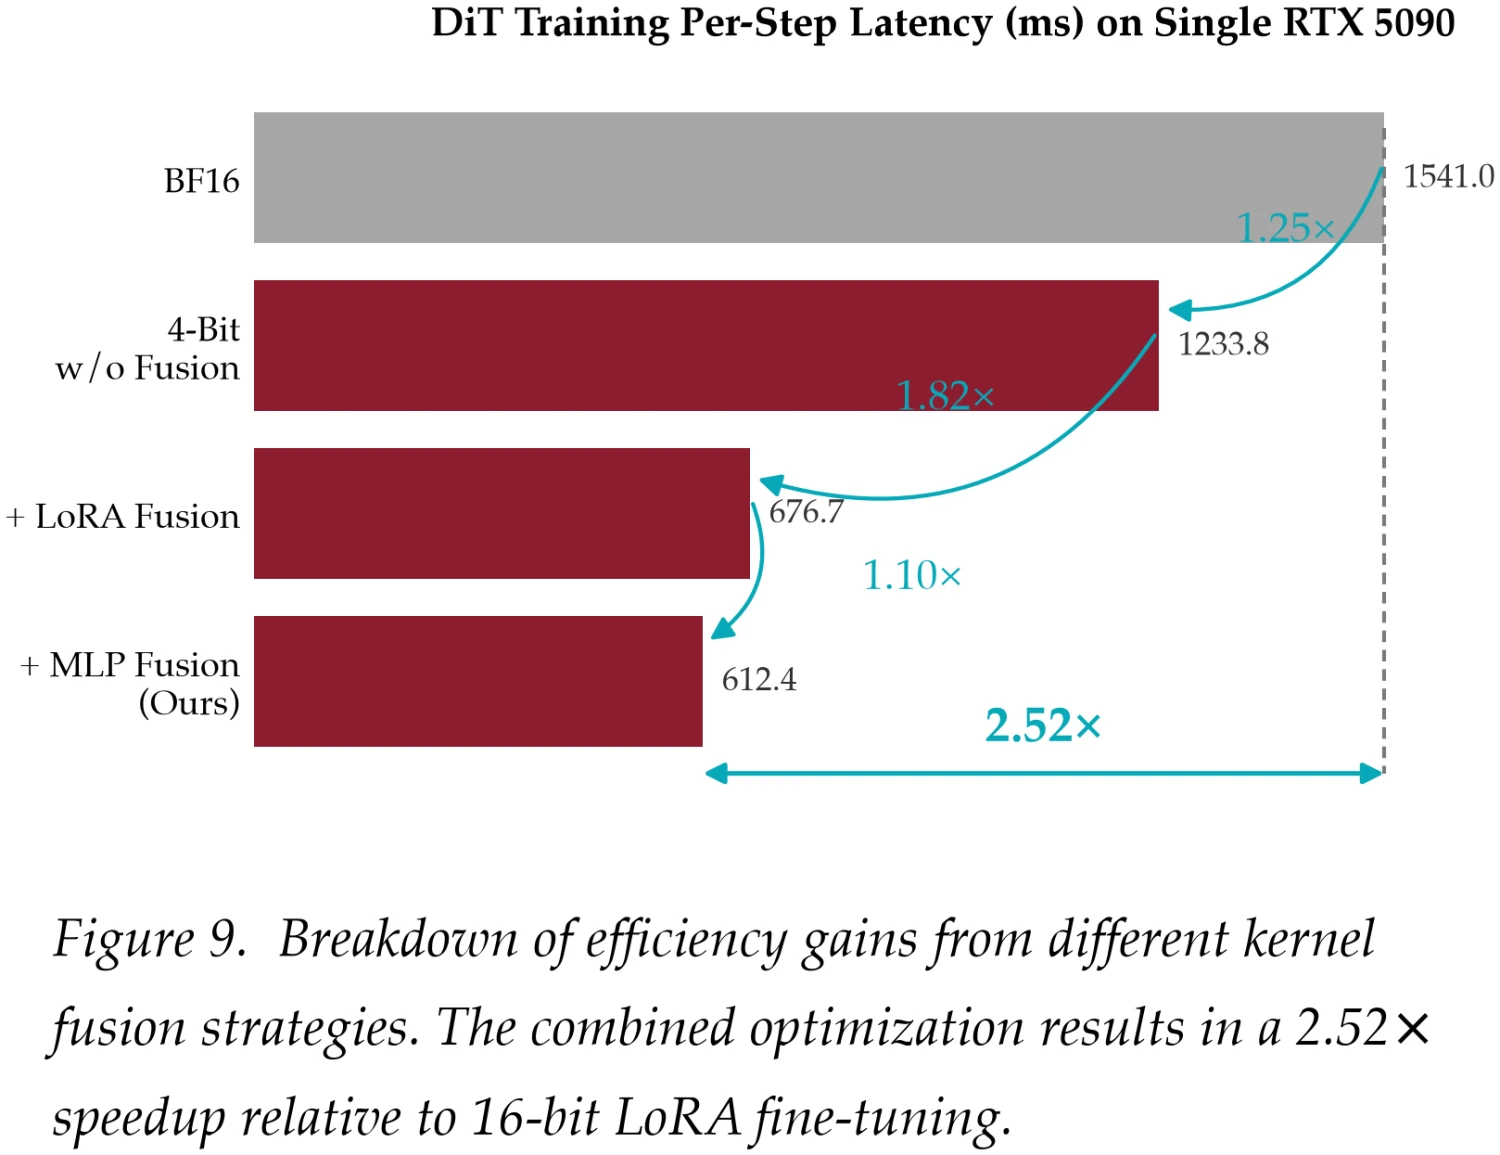 DiT Training Per-Step Latency (ms) on Single RTX 5090
BF16
1541.0
1.25×
4-Bit
w/o Fusion
1233.8
1.82×
+ LoRA Fusion
676.7
1.10×
+ MLP Fusion
(Ours)
612.4
2.52×
Figure 9. Breakdown of efficiency gains from different kernel
fusion strategies. The combined optimization results in a 2.52×
speedup relative to 16-bit LoRA fine-tuning.